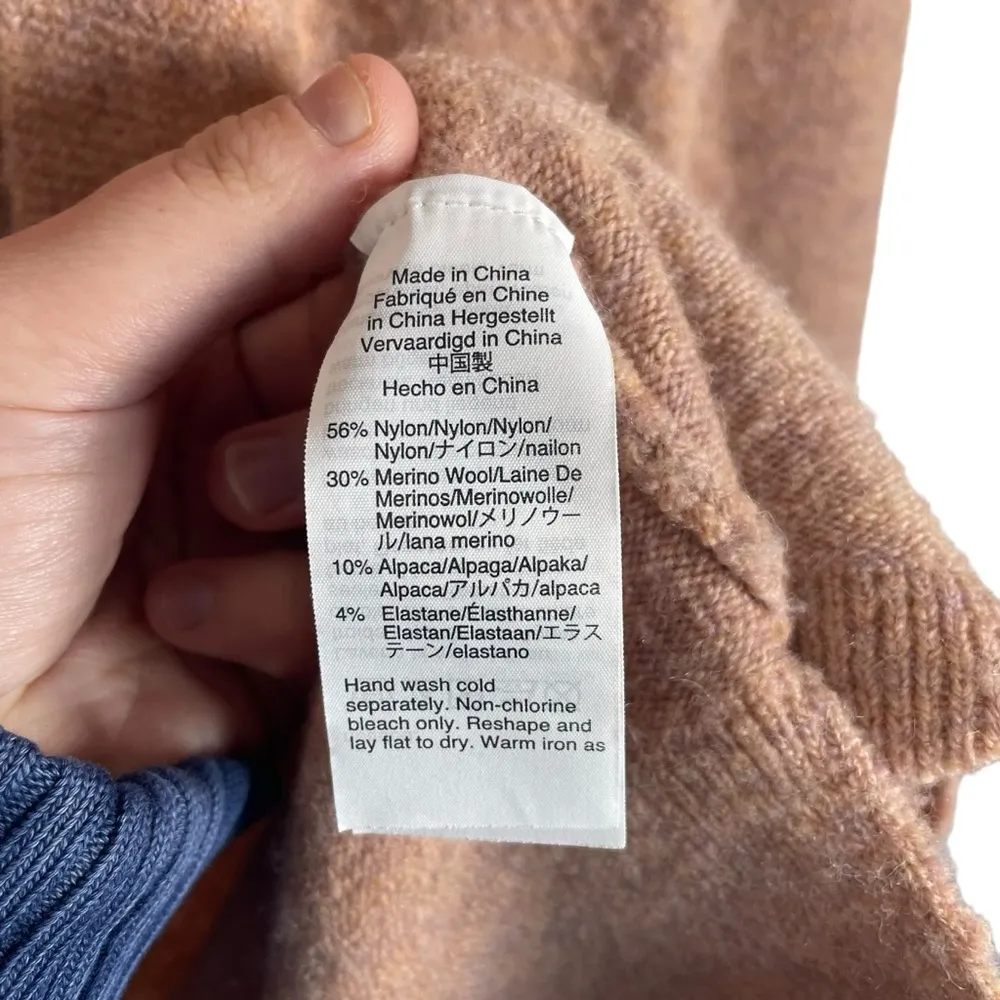 Made in China
Fabriqué en Chine
in China Hergestellt
Vervaardigd in China
中国製
Hecho en China
56% Nylon/Nylon/Nylon/
Nylon/ナイロン/nailon
30% Merino Wool/Laine De
Merinos/Merinowolle/
Merinowol/メリノウー
ル/lana merino
10% Alpaca/Alpaga/Alpaka/
Alpaca/アルパカ/alpaca
4% Elastane/Élasthanne/
Elastan/Elastaan/エラス
テーン/elastano
Hand wash cold
separately. Non-chlorine
bleach only. Reshape and
lay flat to dry. Warm iron as